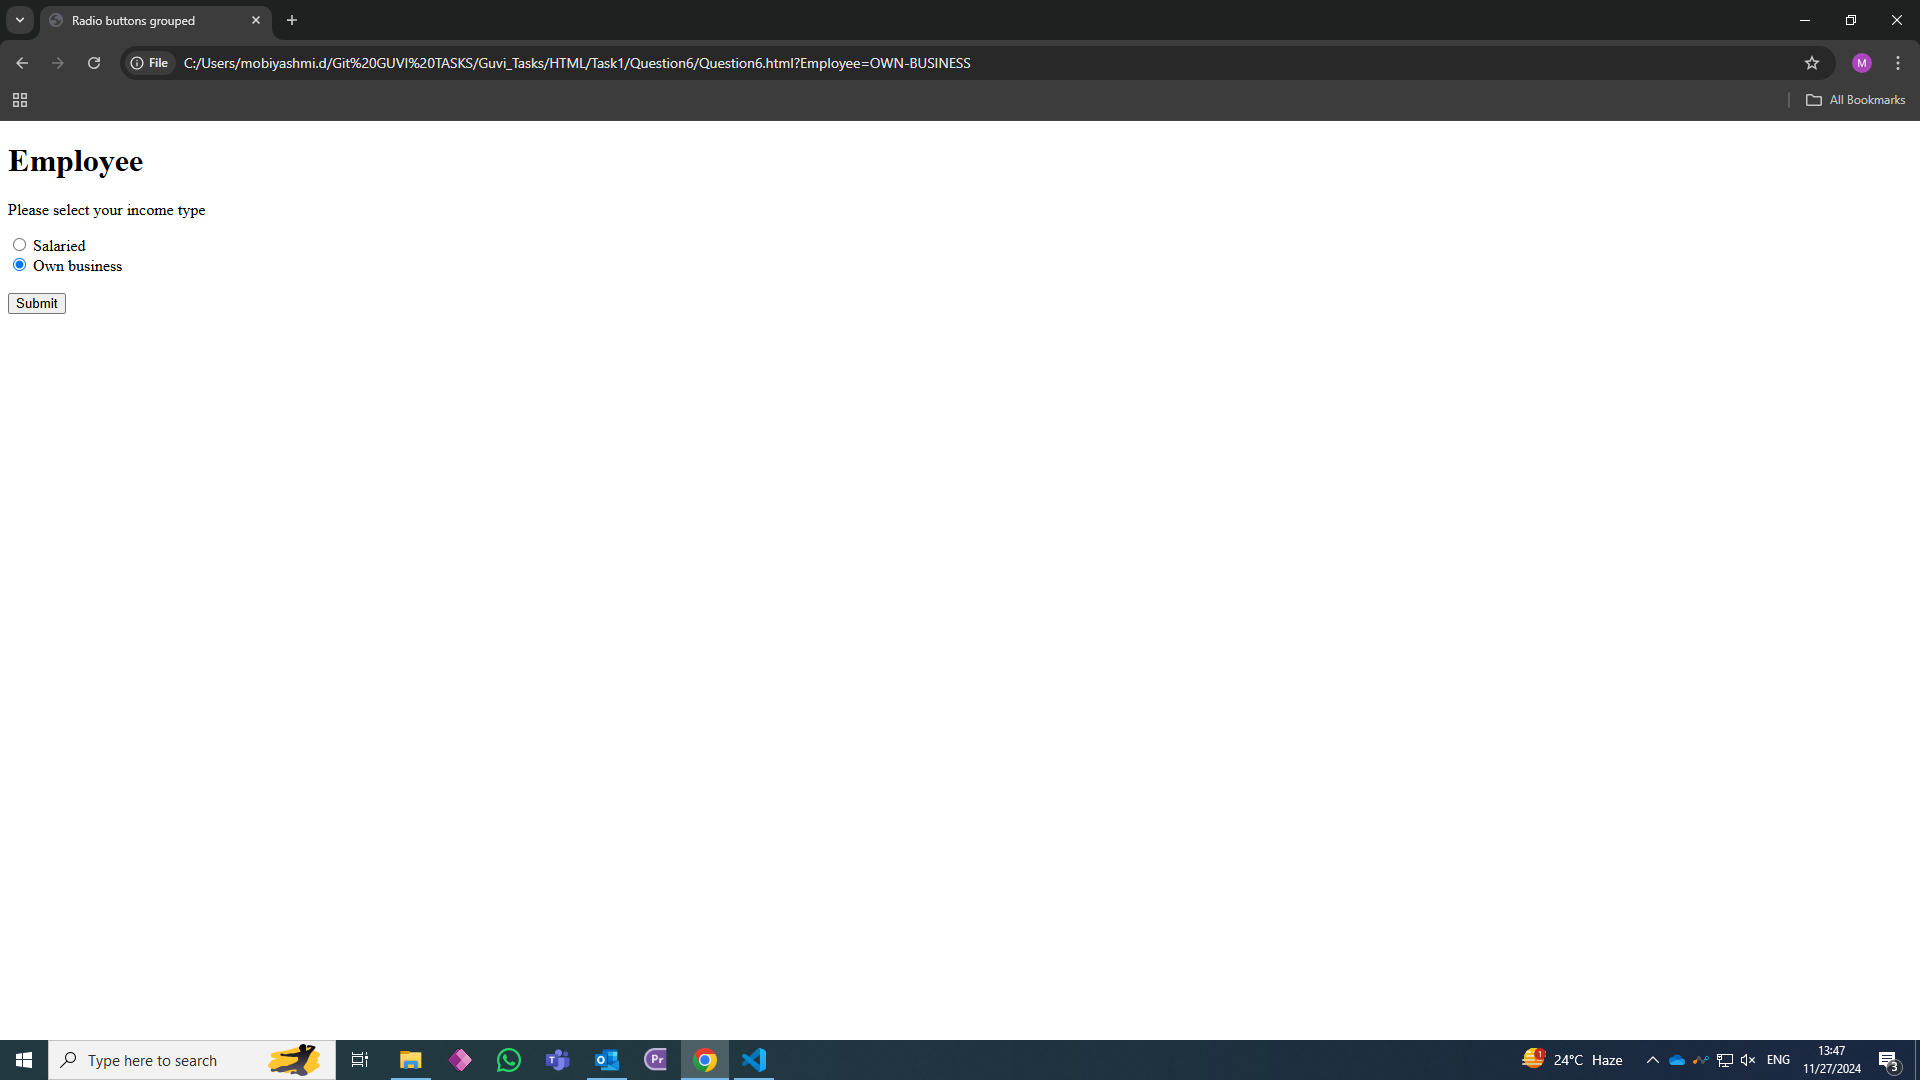 Radio buttons grouped
File
C:/Users/mobiyashmi.d/Git%20GUVI%20TASKS/Guvi_Tasks/HTML/Task1/Question6/Question6.html?Employee=OWN-BUSINESS
M
All Bookmarks
Employee
Please select your income type
Salaried
Own business
Submit
Type here to search
T
O
Pr
1
24°C Haze
ENG
13:47
11/27/2024
3